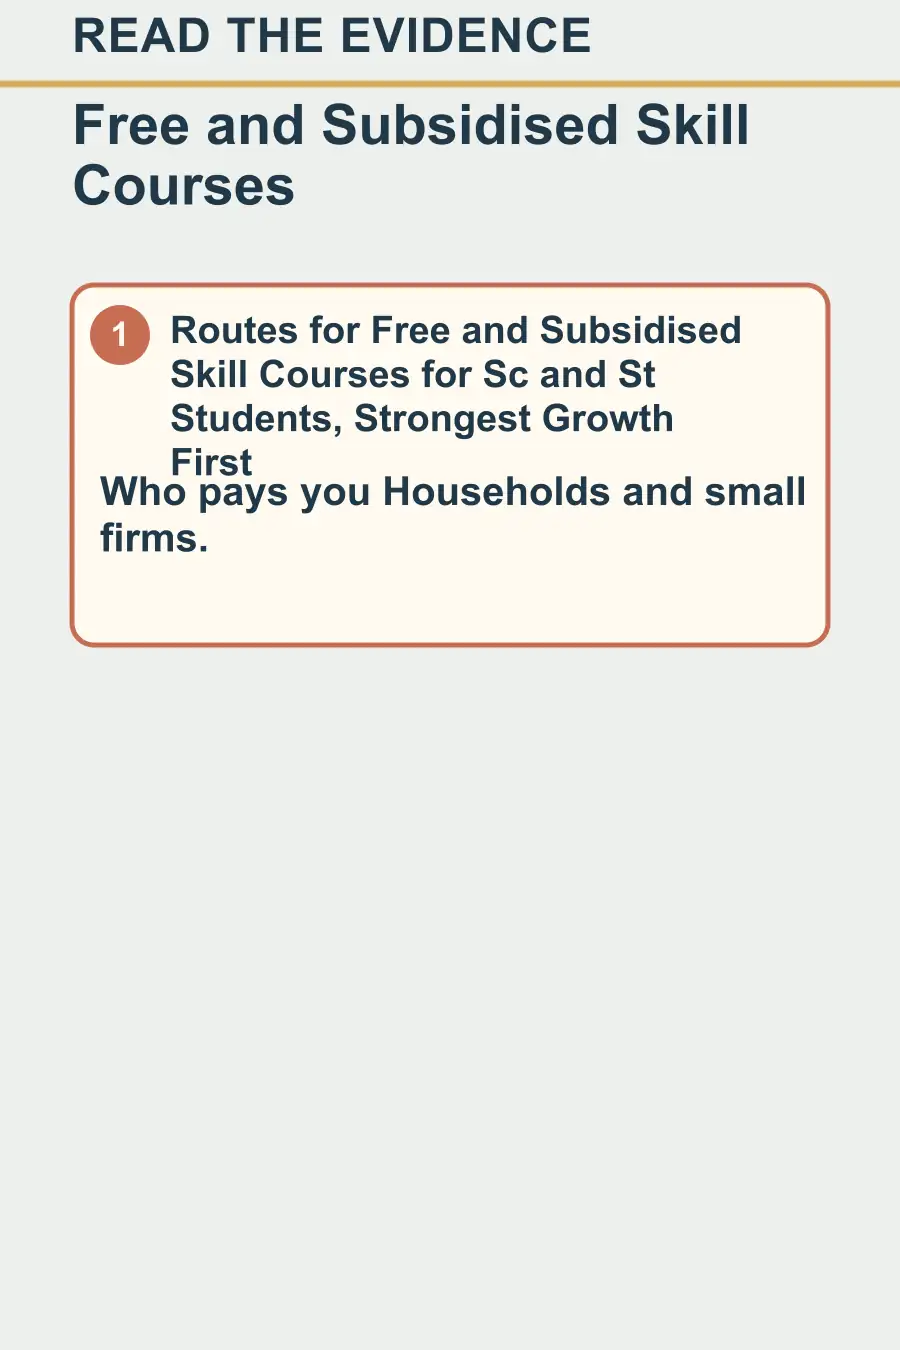 READ THE EVIDENCE
Free and Subsidised Skill
Courses
1
Routes for Free and Subsidised
Skill Courses for Sc and St
Students, Strongest Growth
First
Who pays you Households and small
firms.